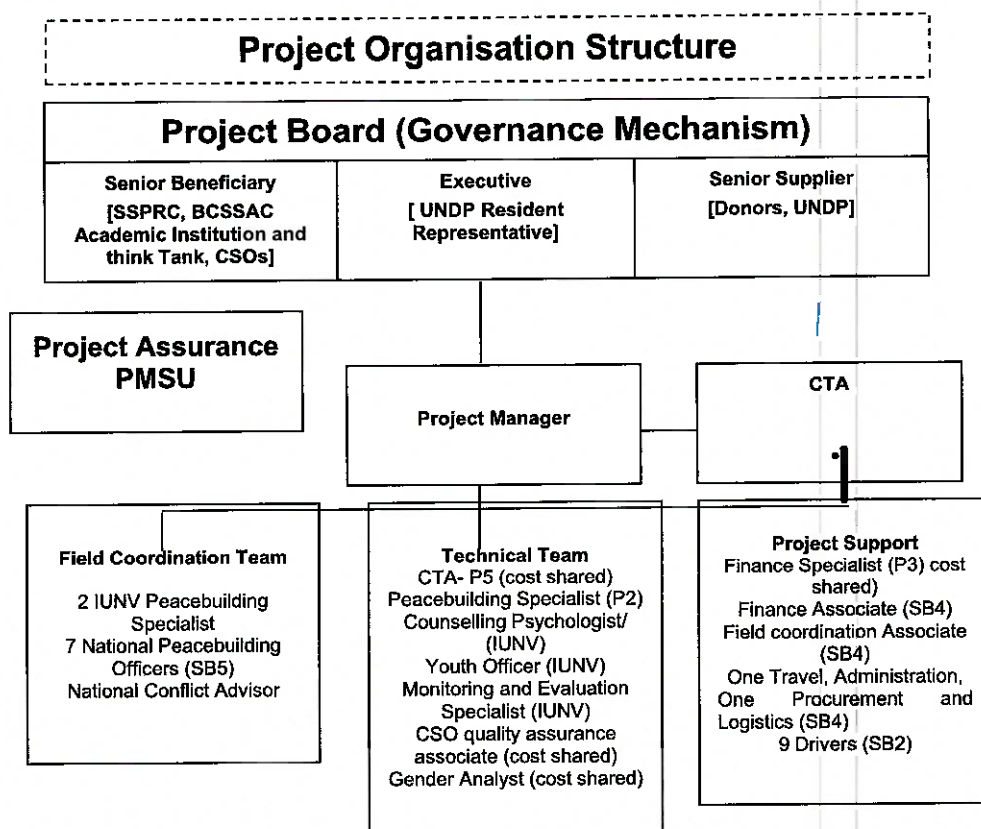 Project Organisation Structure
Project Board (Governance Mechanism)
Senior Beneficiary
[SSPRC, BCSSAC
Academic Institution and
think Tank, CSOs]
Executive
[ UNDP Resident
Representative]
Senior Supplier
[Donors, UNDP]
Project Assurance
PMSU
Project Manager
CTA
Field Coordination Team
2 IUNV Peacebuilding
Specialist
7 National Peacebuilding
Officers (SB5)
National Conflict Advisor
Technical Team
CTA- P5 (cost shared)
Peacebuilding Specialist (P2)
Counselling Psychologist/
(IUNV)
Youth Officer (IUNV)
Monitoring and Evaluation
Specialist (IUNV)
CSO quality assurance
associate (cost shared)
Gender Analyst (cost shared)
Project Support
Finance Specialist (P3) cost
shared)
Finance Associate (SB4)
Field coordination Associate
(SB4)
One Travel, Administration,
One Procurement and
Logistics (SB4)
9 Drivers (SB2)